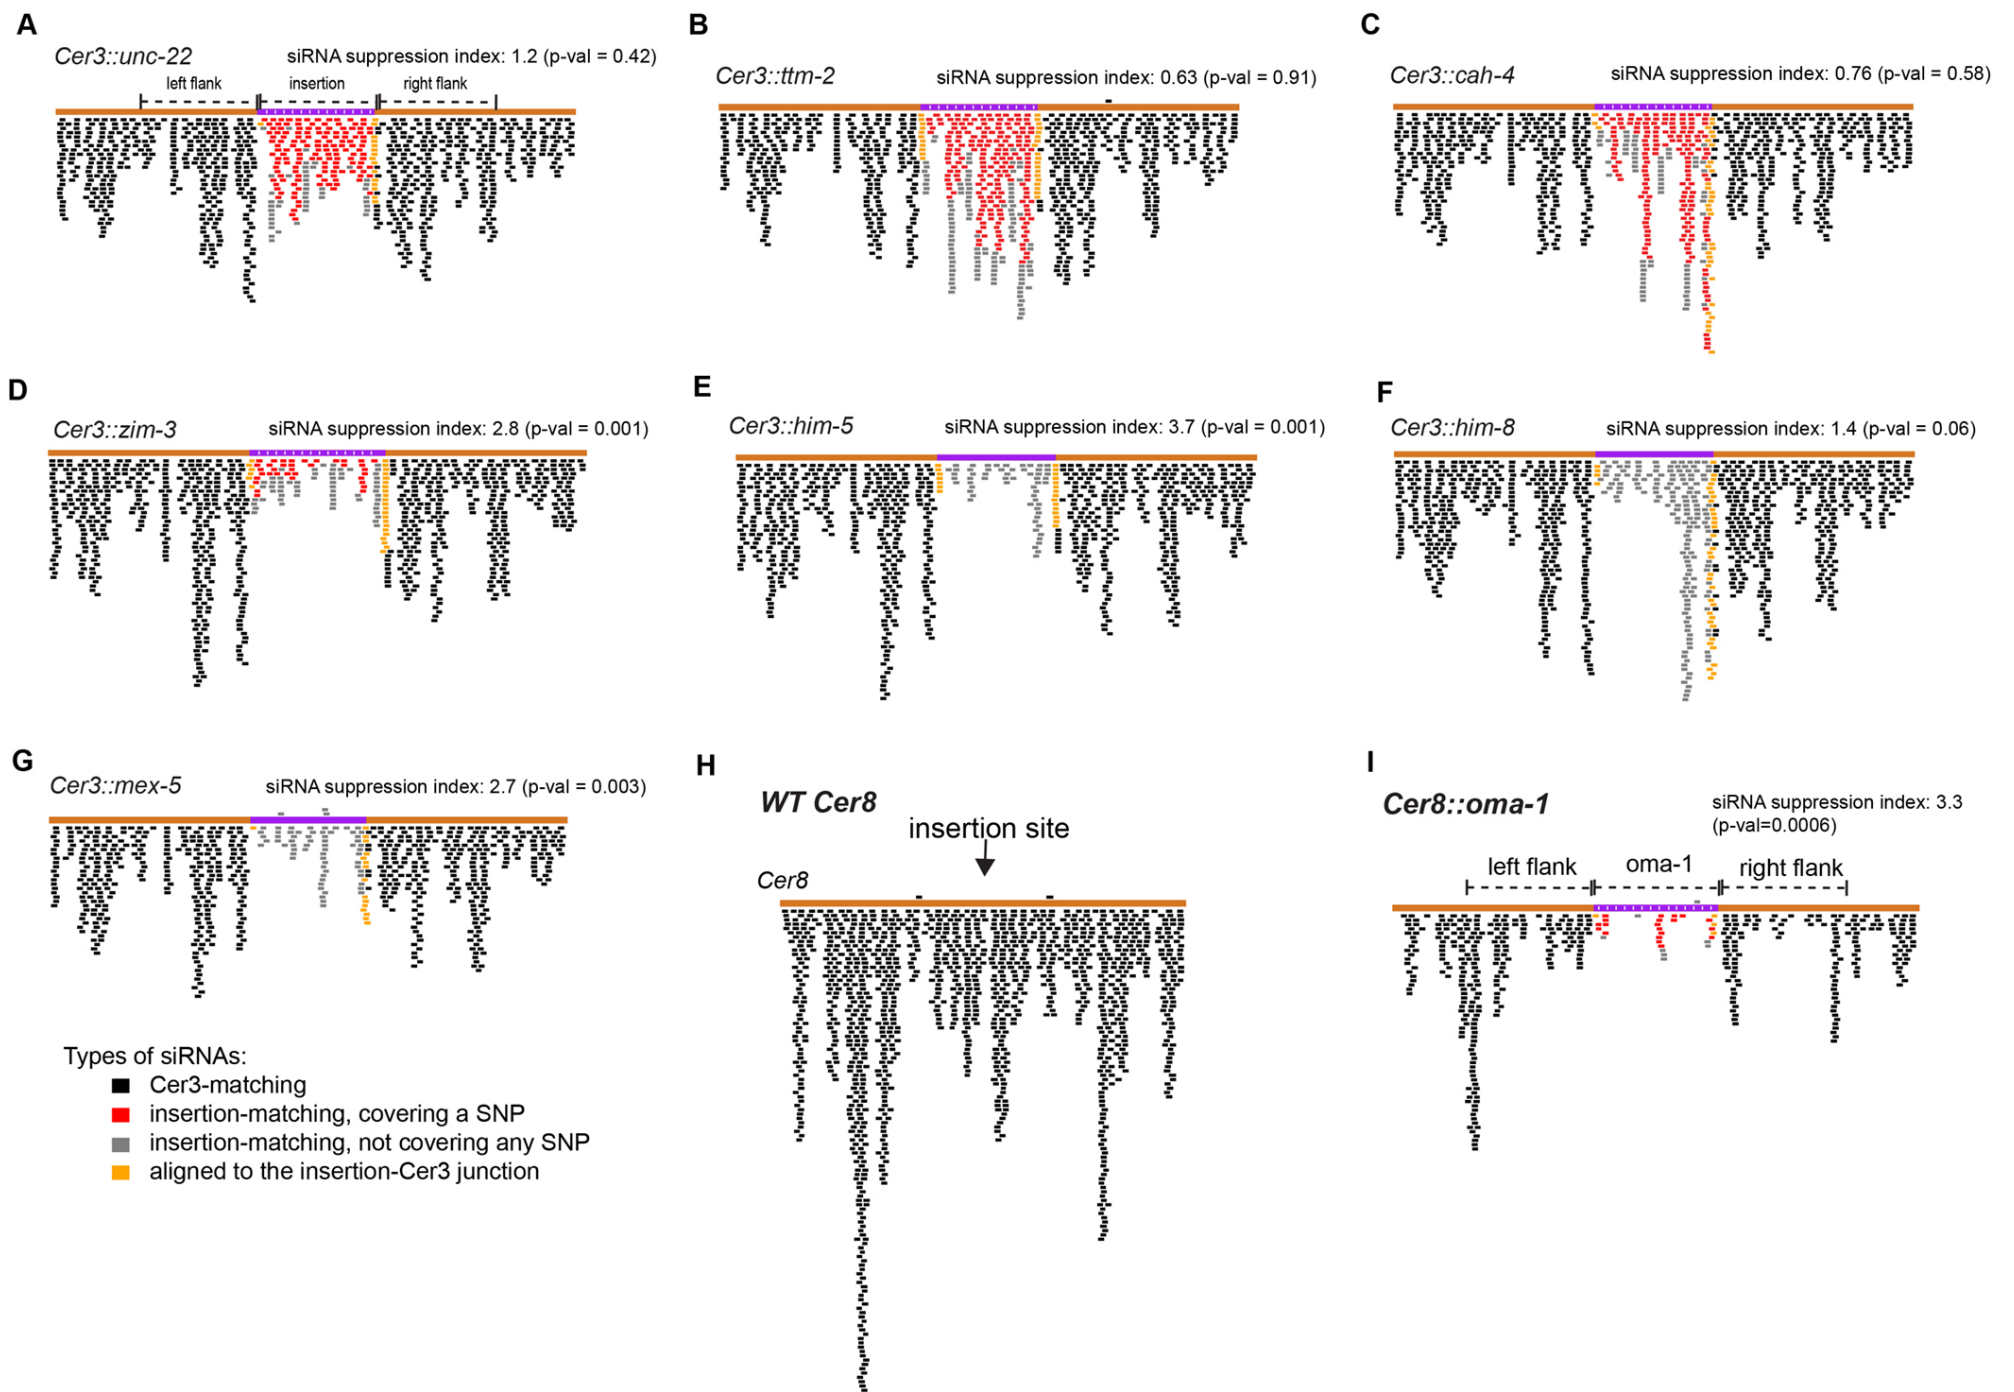 A
Cer3::unc-22
siRNA suppression index: 1.2 (p-val = 0.42)
left flank
insertion
right flank
B
Cer3::ttm-2
siRNA suppression index: 0.63 (p-val = 0.91)
C
Cer3::cah-4
siRNA suppression index: 0.76 (p-val = 0.58)
D
Cer3::zim-3
siRNA suppression index: 2.8 (p-val = 0.001)
E
Cer3::him-5
siRNA suppression index: 3.7 (p-val = 0.001)
F
Cer3::him-8
siRNA suppression index: 1.4 (p-val = 0.06)
G
Cer3::mex-5
siRNA suppression index: 2.7 (p-val = 0.003)
Types of siRNAs:
Cer3-matching
insertion-matching, covering a SNP
insertion-matching, not covering any SNP
aligned to the insertion-Cer3 junction
H
WT Cer8
insertion site
Cer8
I
Cer8::oma-1
siRNA suppression index: 3.3
(p-val=0.0006)
left flank
oma-1
right flank